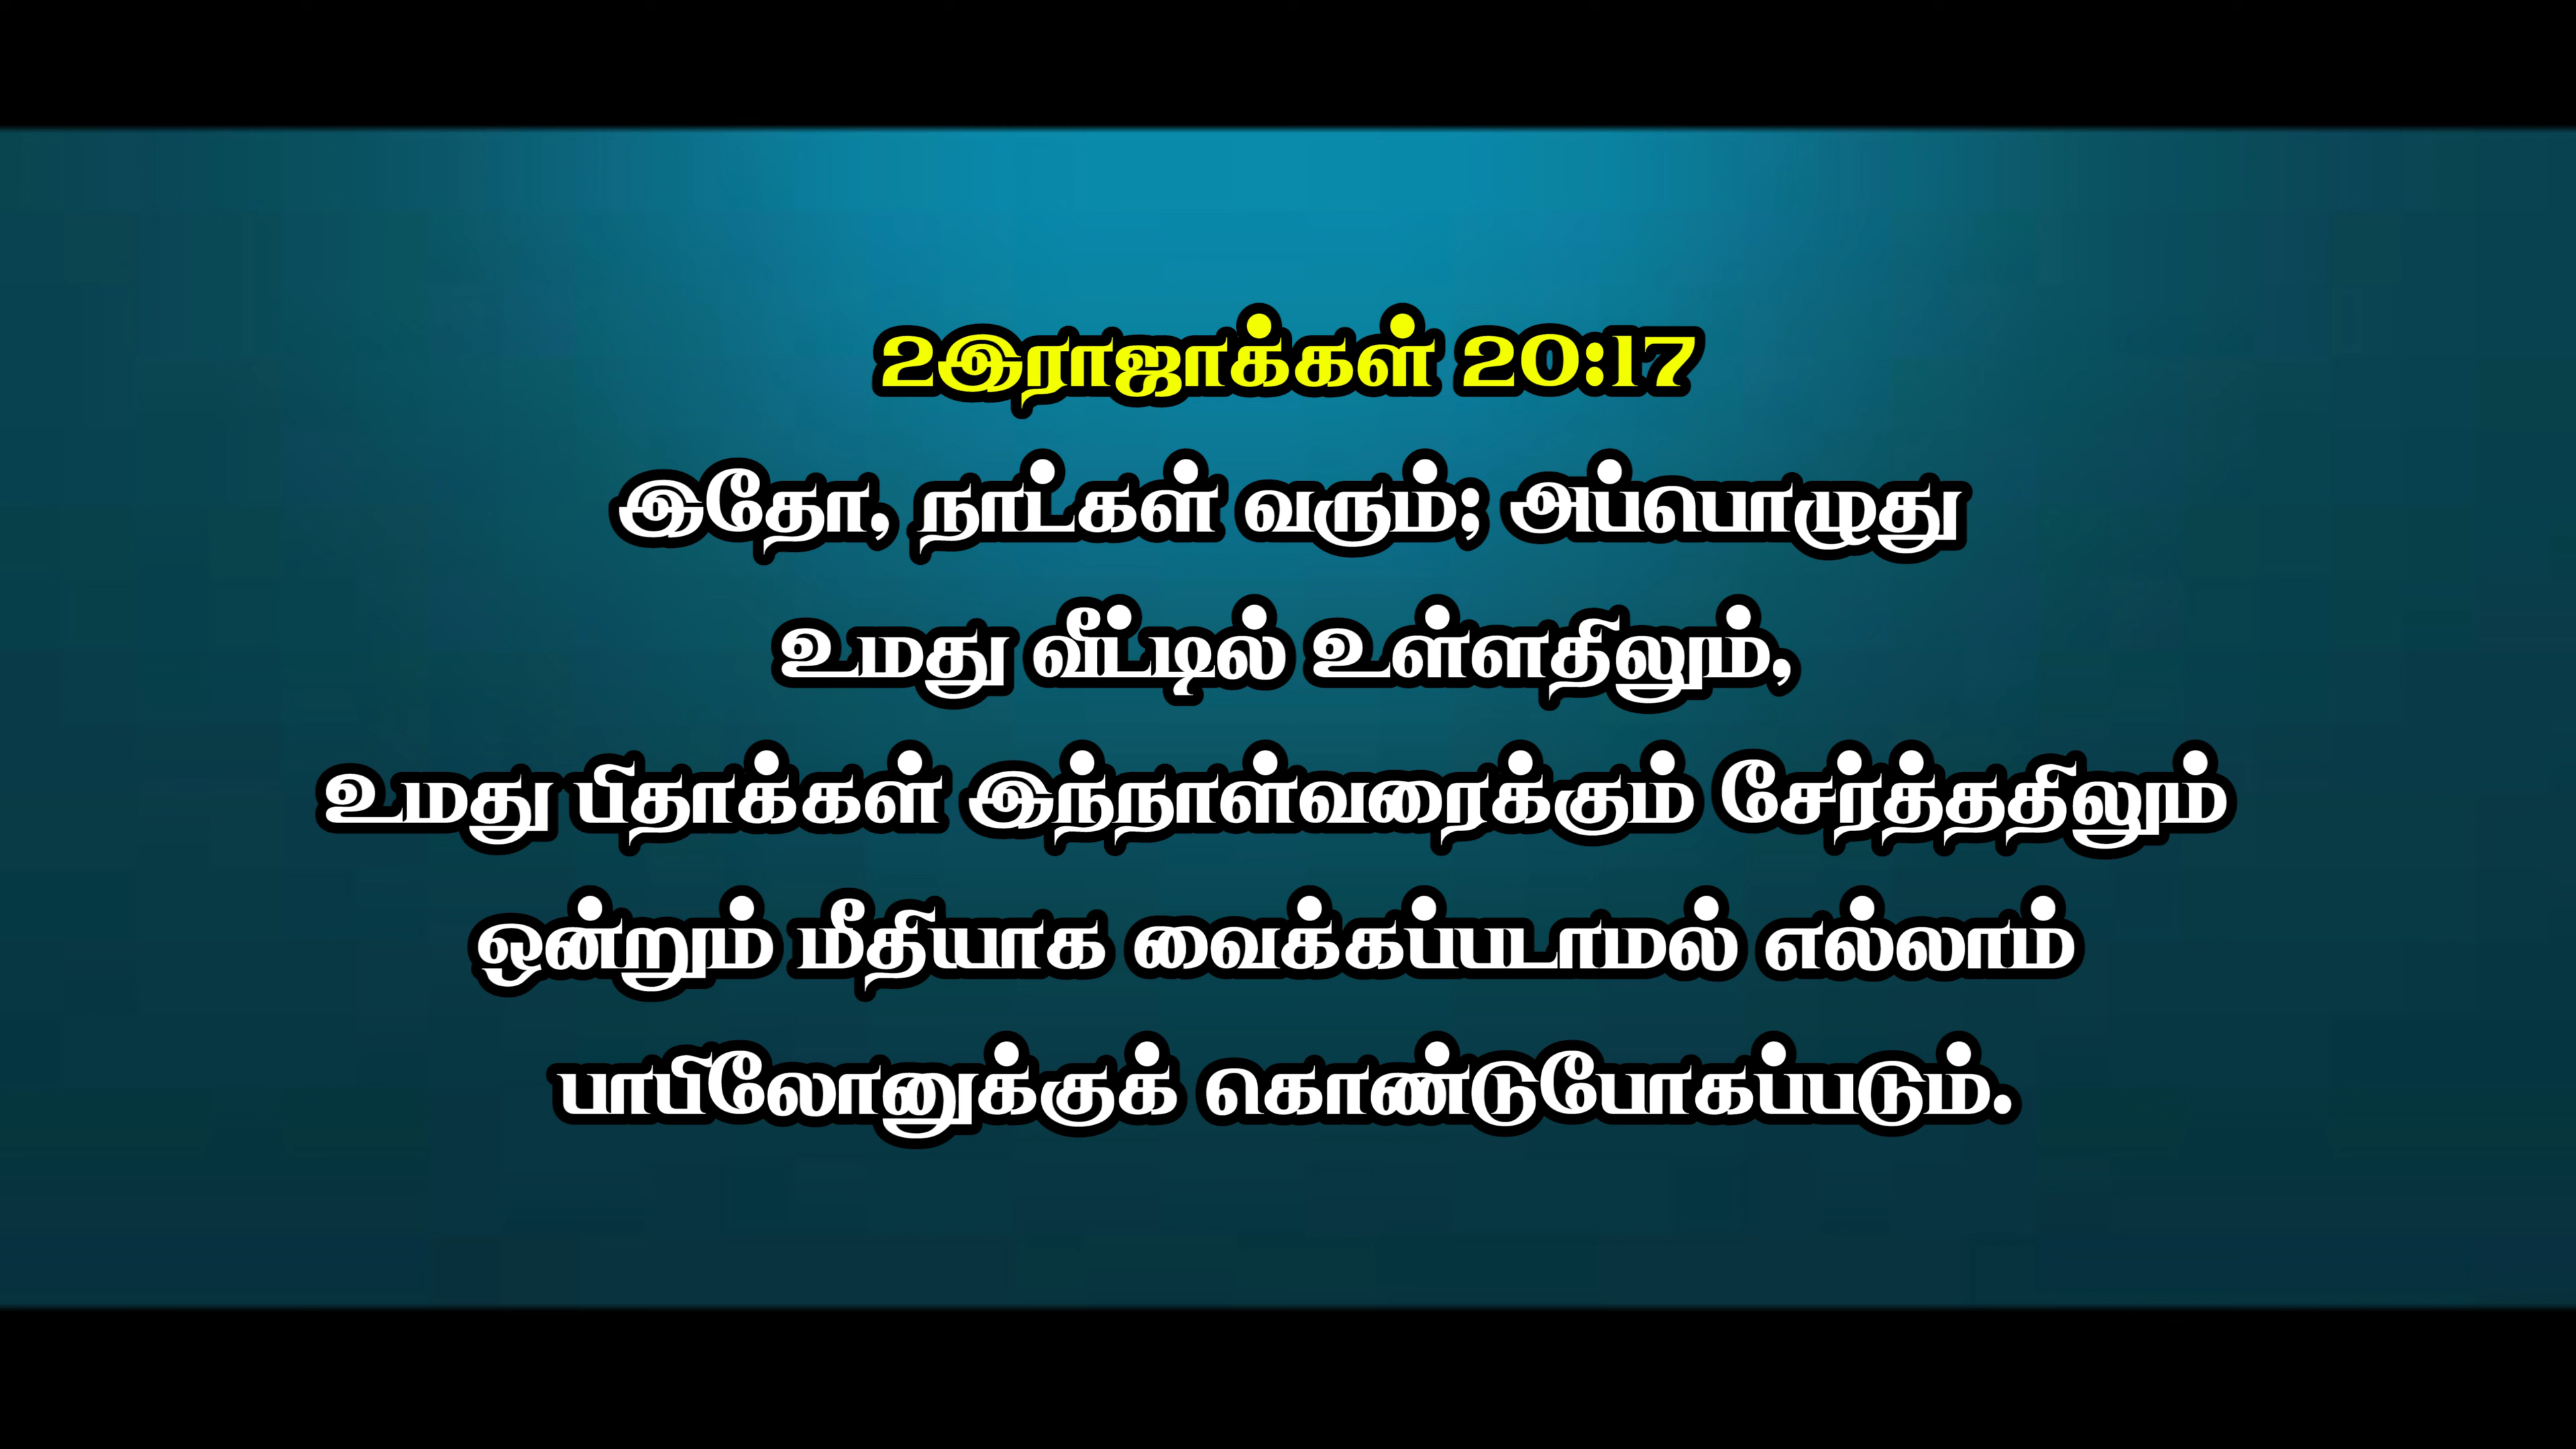 2இராஜாக்கள் 20:17
இதோ, நாட்கள் வரும்; அப்பொழுது
உமது வீட்டில் உள்ளதிலும்,
உமது பிதாக்கள் இந்நாள்வரைக்கும் சேர்த்ததிலும்
ஒன்றும் மீதியாக வைக்கப்படாமல் எல்லாம்
பாபிலோனுக்குக் கொண்டுபோகப்படும்.